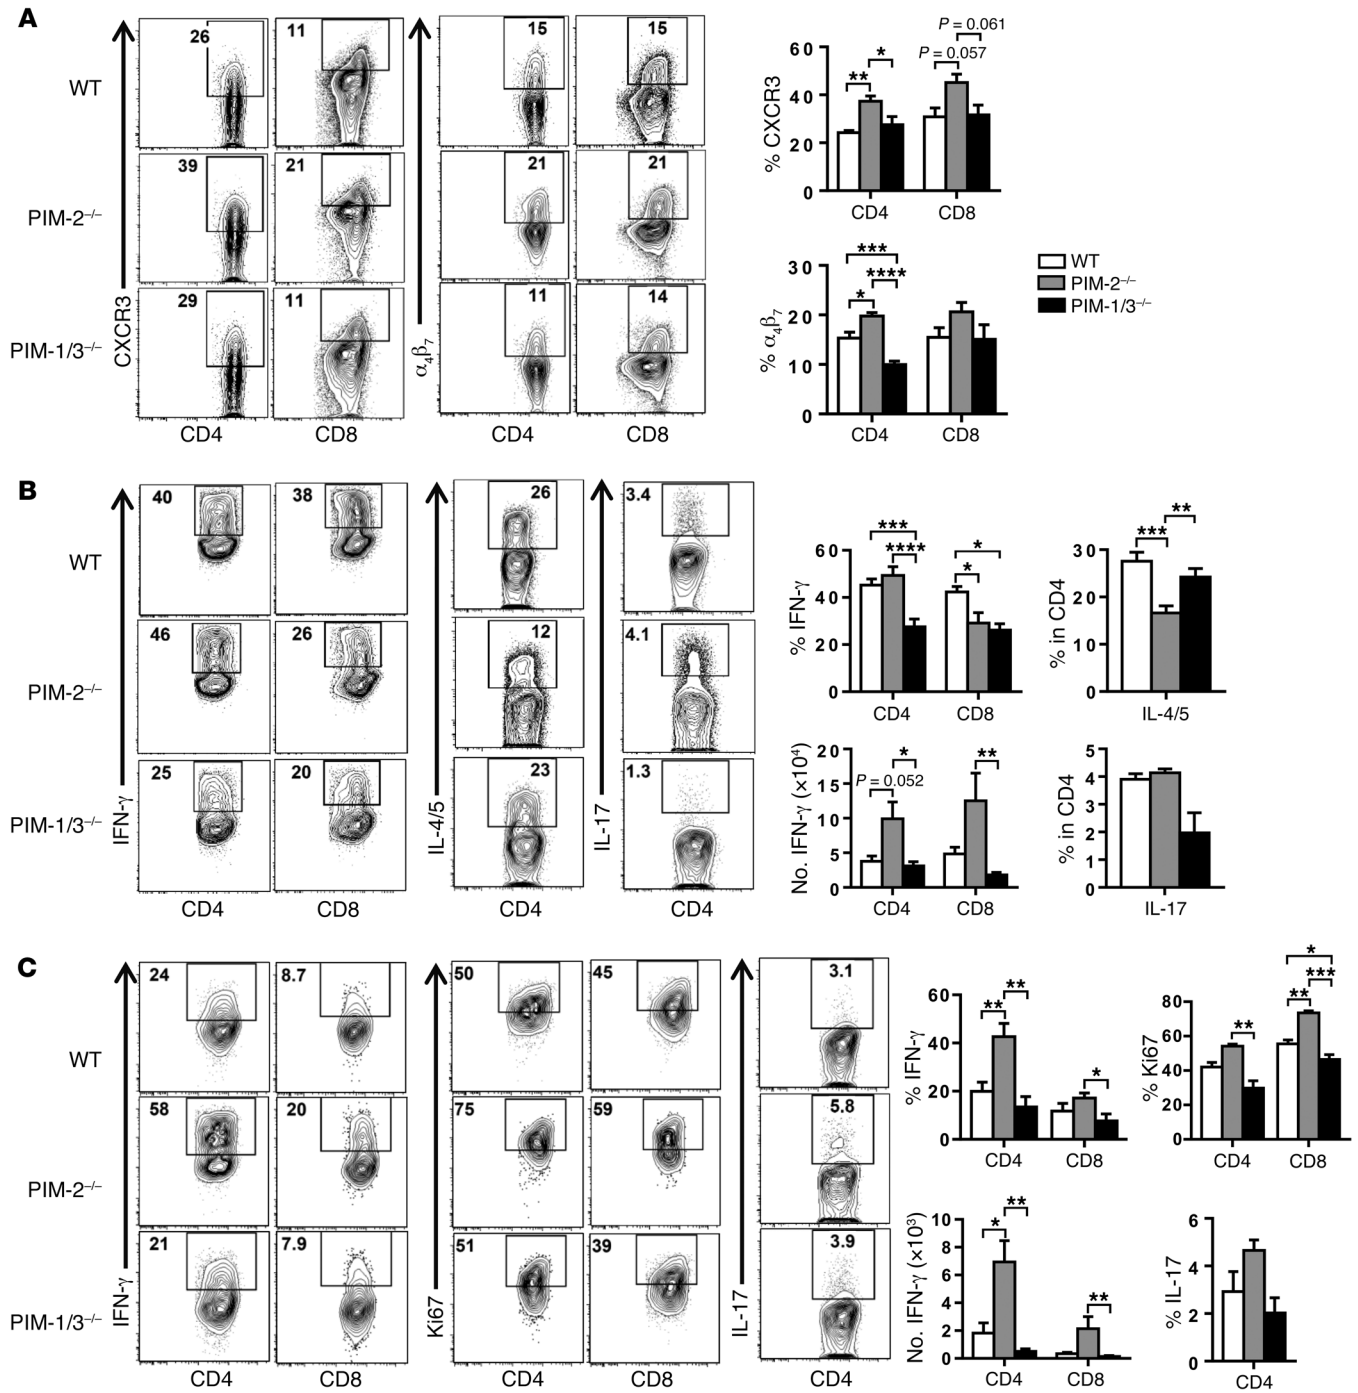 A
WT
PIM-2–/–
PIM-1/3–/–
CXCR3
26
11
39
21
29
11
CD4
CD8
α4β7
15
15
21
21
11
14
CD4
CD8
% CXCR3
60
40
20
0
**
*
P = 0.057
P = 0.061
CD4
CD8
% α4β7
30
20
10
0
*
***
****
CD4
CD8
WT
PIM-2–/–
PIM-1/3–/–
B
WT
PIM-2–/–
PIM-1/3–/–
IFN-γ
40
38
46
26
25
20
CD4
CD8
IL-4/5
26
12
23
CD4
IL-17
3.4
4.1
1.3
CD4
% IFN-γ
60
40
20
0
***
****
*
*
CD4
CD8
% in CD4
30
20
10
0
***
**
IL-4/5
No. IFN-γ (×10⁴)
20
15
10
5
0
P = 0.052
*
**
CD4
CD8
% in CD4
5
4
3
2
1
0
IL-17
C
WT
PIM-2–/–
PIM-1/3–/–
IFN-γ
24
8.7
58
20
21
7.9
CD4
CD8
Ki67
50
45
75
59
51
39
CD4
CD8
IL-17
3.1
5.8
3.9
CD4
% IFN-γ
60
40
20
0
**
**
*
CD4
CD8
% Ki67
80
60
40
20
0
**
**
***
*
CD4
CD8
No. IFN-γ (×10³)
10
8
6
4
2
0
*
**
**
CD4
CD8
% IL-17
6
4
2
0
CD4